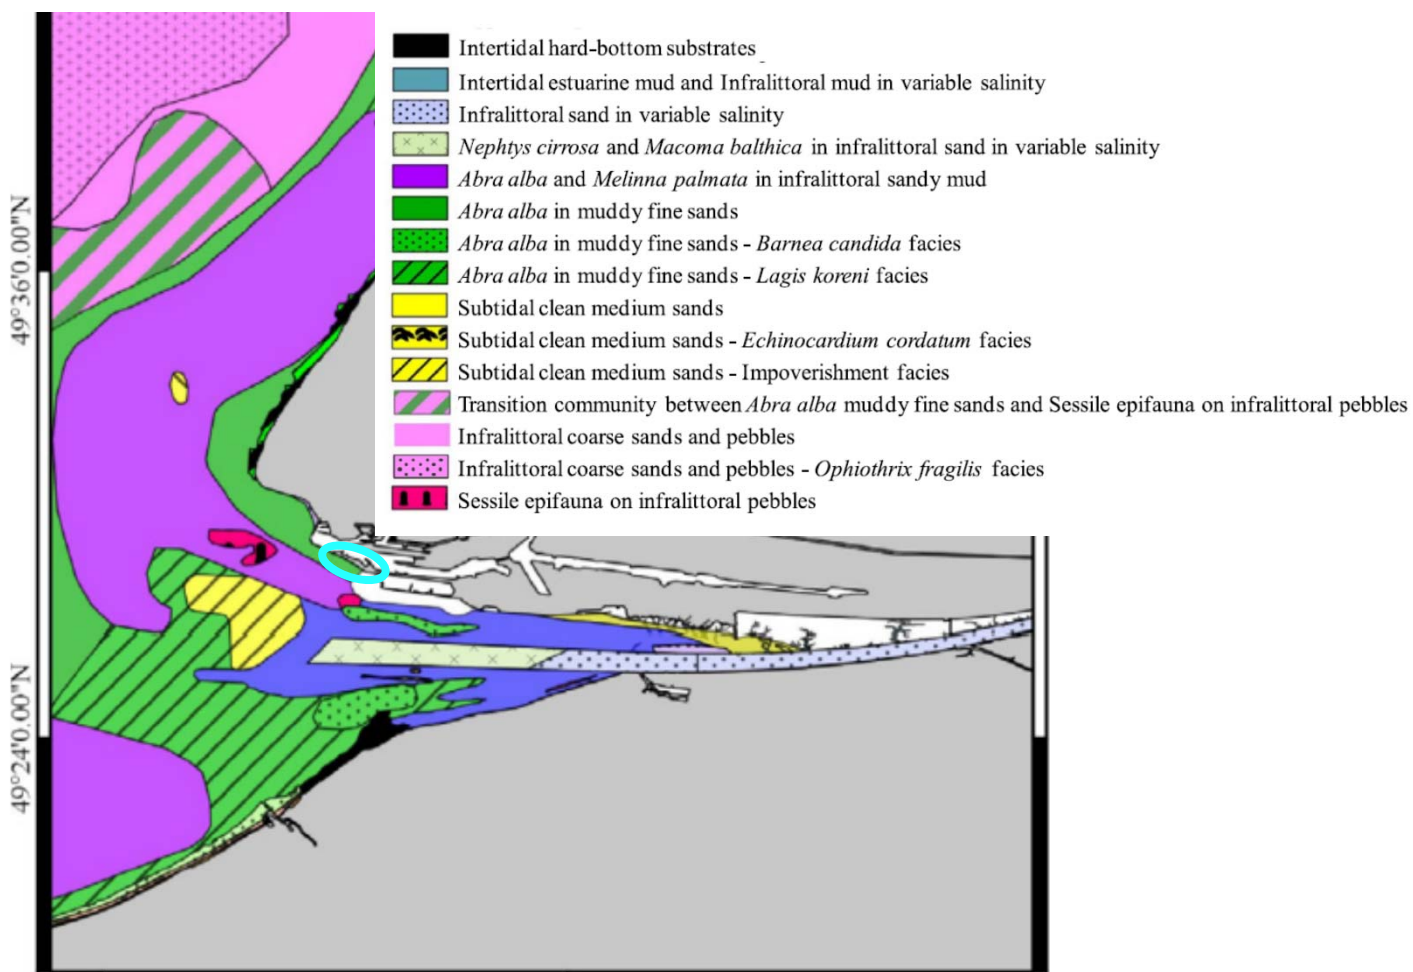 Intertidal hard-bottom substrates
Intertidal estuarine mud and Infralittoral mud in variable salinity
Infralittoral sand in variable salinity
Nephtys cirrosa and Macoma balthica in infralittoral sand in variable salinity
Abra alba and Melinna palmata in infralittoral sandy mud
Abra alba in muddy fine sands
Abra alba in muddy fine sands - Barnea candida facies
Abra alba in muddy fine sands - Lagis koreni facies
Subtidal clean medium sands
Subtidal clean medium sands - Echinocardium cordatum facies
Subtidal clean medium sands - Impoverishment facies
Transition community between Abra alba muddy fine sands and Sessile epifauna on infralittoral pebbles
Infralittoral coarse sands and pebbles
Infralittoral coarse sands and pebbles - Ophiothrix fragilis facies
Sessile epifauna on infralittoral pebbles
49°36'0.00"N
49°24'0.00"N